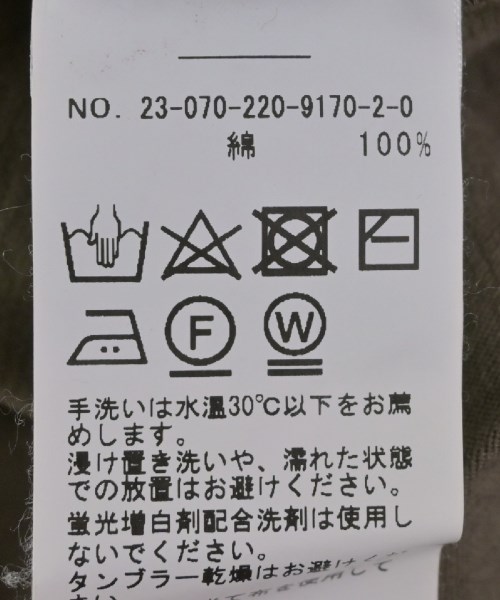 NO. 23-070-220-9170-2-0
綿 100%
F W
手洗いは水温30℃以下をお薦
めします。
浸け置き洗いや、濡れた状態
での放置はお避けください。
蛍光増白剤配合洗剤は使用し
ないでください。
タンブラー乾燥はお避けくだ
さい。